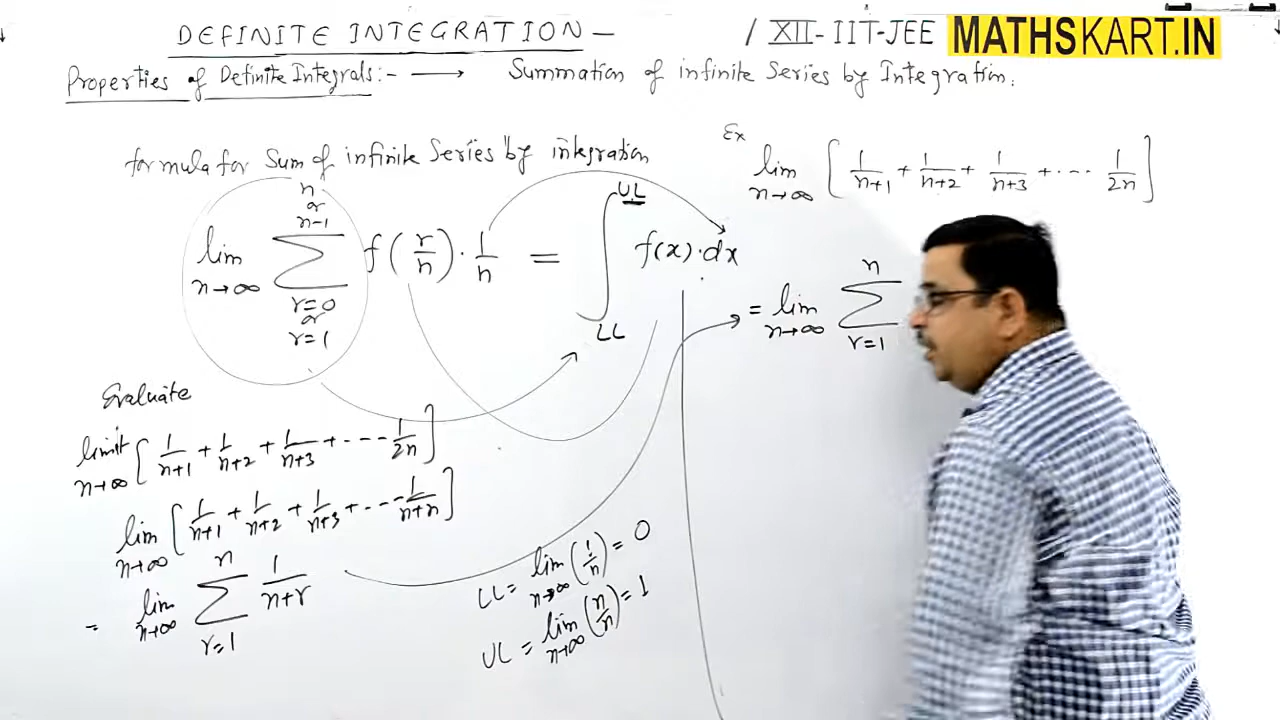 DEFINITE INTEGRATION —
/ XII - IIT-JEE MATHSKART.IN
Properties of Definite Integrals:- ⟶ Summation of infinite Series by Integration.
formula for Sum of infinite Series by integration
lim n→∞ ∑ (n or n-1; r=0 or r=1) f(r/n) · 1/n = ∫ (UL, LL) f(x)·dx
Evaluate
limit n→∞ [1/(n+1) + 1/(n+2) + 1/(n+3) + ---- 1/(2n)]
lim n→∞ [1/(n+1) + 1/(n+2) + 1/(n+3) + ---- 1/(n+n)]
= lim n→∞ ∑ (n; r=1) 1/(n+r)
LL = lim n→∞ (1/n) = 0
UL = lim n→∞ (n/n) = 1
Ex lim n→∞ [1/(n+1) + 1/(n+2) + 1/(n+3) + .--- 1/(2n)]
= lim n→∞ ∑ (n; r=1)